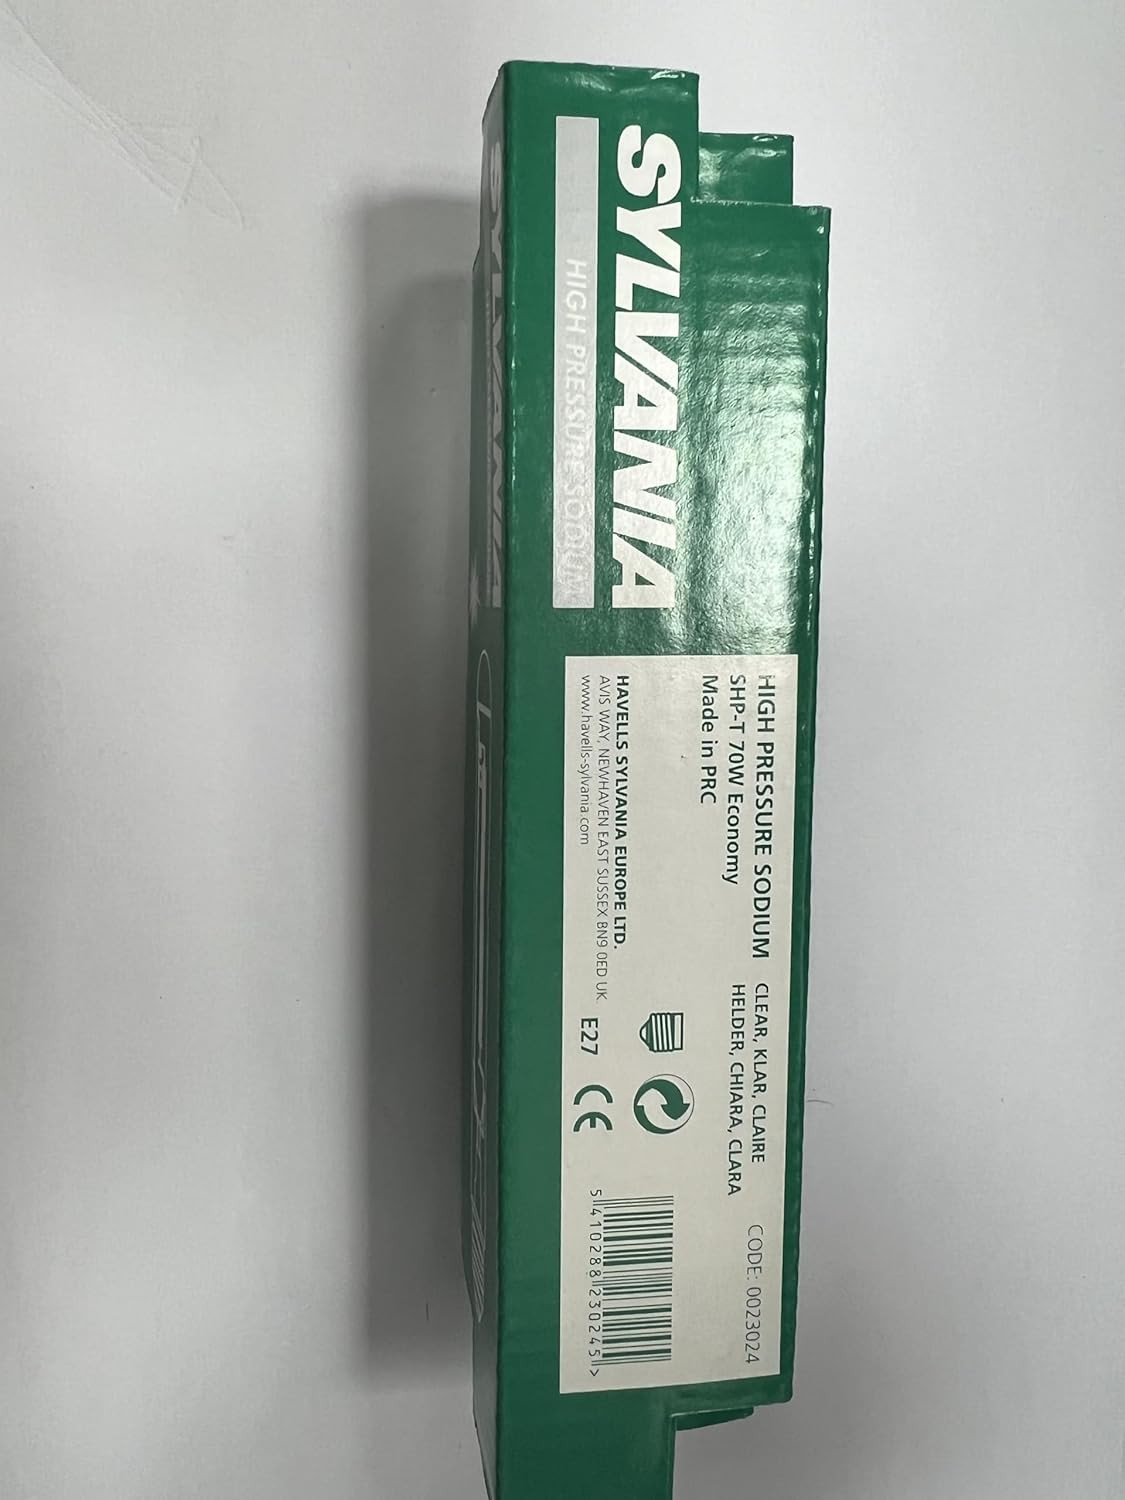 SYLVANIA
HIGH PRESSURE SODIUM
HIGH PRESSURE SODIUM
SHP-T 70W Economy
Made in PRC
CLEAR, KLAR, CLAIRE
HELDER, CHIARA, CLARA
CODE: 0023024
HAVELLS SYLVANIA EUROPE LTD.
AVIS WAY, NEWHAVEN EAST SUSSEX BN9 0ED UK
www.havells-sylvania.com
E27
CE
5 410288 230245 >
SYLVANIA